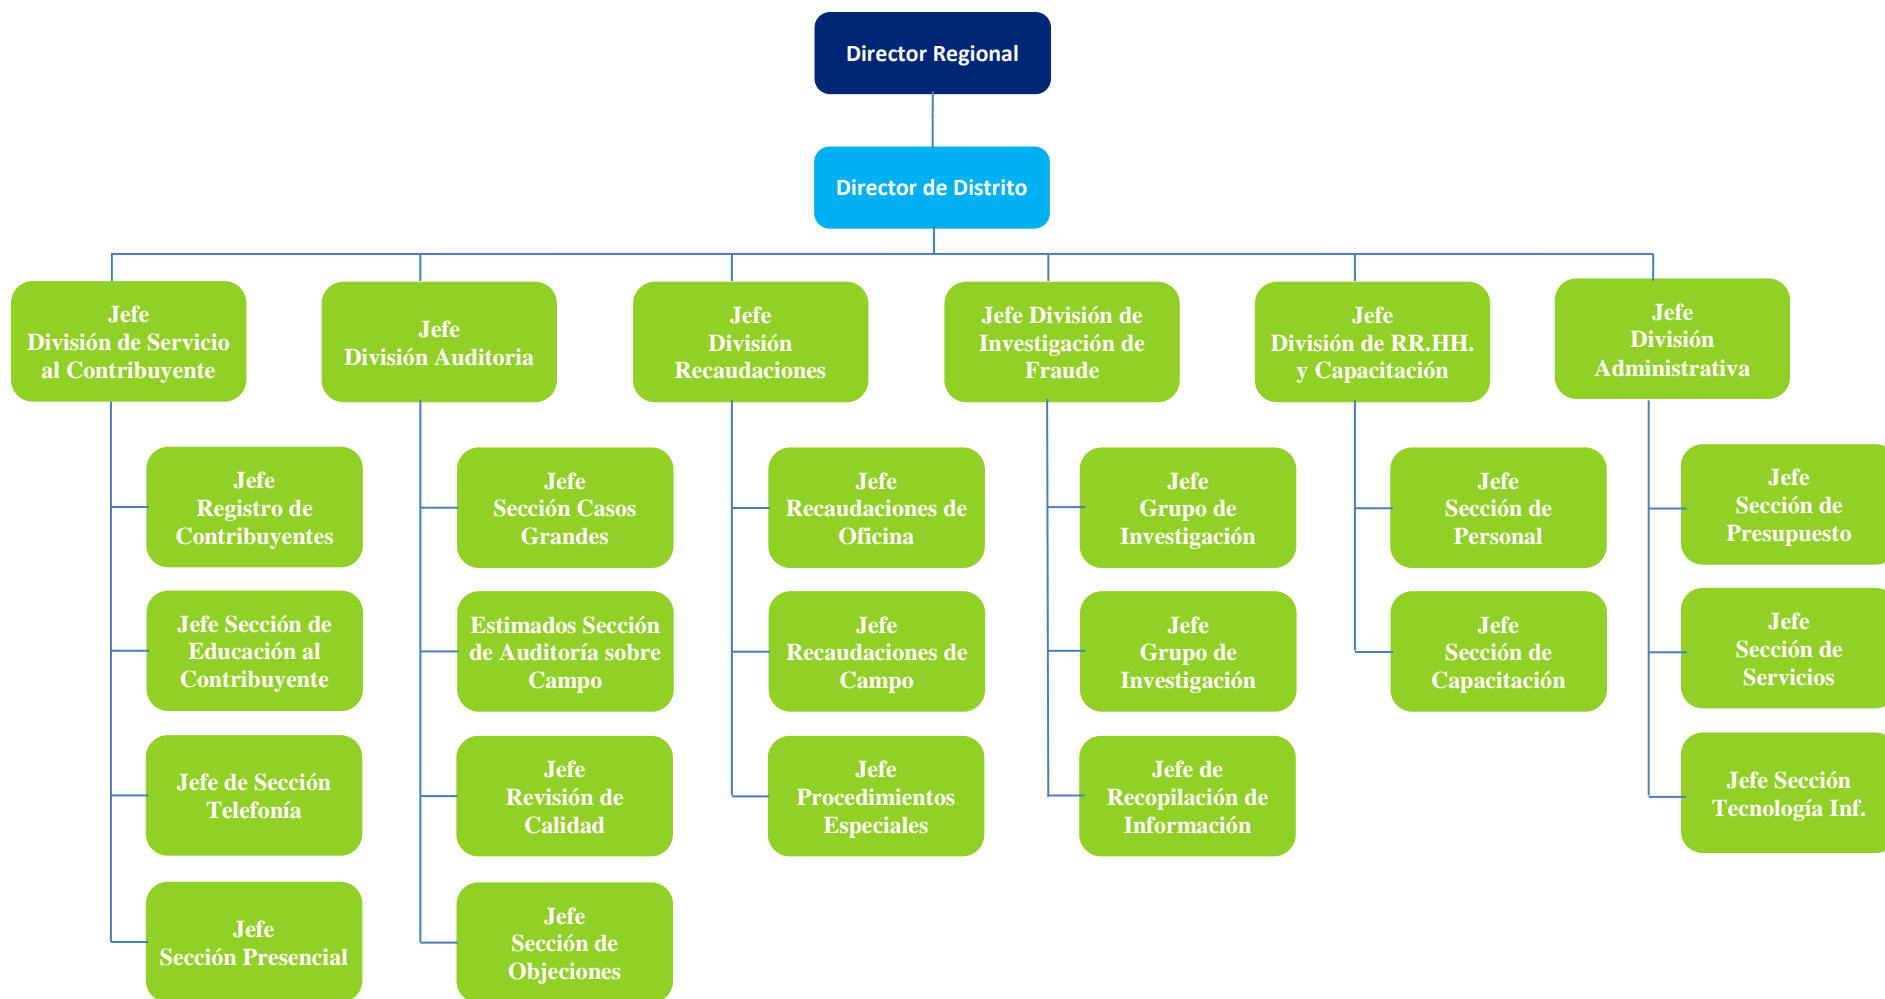 Director Regional
Director de Distrito
Jefe
División de Servicio
al Contribuyente
Jefe
División Auditoria
Jefe
División
Recaudaciones
Jefe División de
Investigación de
Fraude
Jefe
División de RR.HH.
y Capacitación
Jefe
División
Administrativa
Jefe
Registro de
Contribuyentes
Jefe
Sección Casos
Grandes
Jefe
Recaudaciones de
Oficina
Jefe
Grupo de
Investigación
Jefe
Sección de
Personal
Jefe
Sección de
Presupuesto
Jefe Sección de
Educación al
Contribuyente
Estimados Sección
de Auditoría sobre
Campo
Jefe
Recaudaciones de
Campo
Jefe
Grupo de
Investigación
Jefe
Sección de
Capacitación
Jefe
Sección de
Servicios
Jefe de Sección
Telefonía
Jefe
Revisión de
Calidad
Jefe
Procedimientos
Especiales
Jefe de
Recopilación de
Información
Jefe Sección
Tecnología Inf.
Jefe
Sección Presencial
Jefe
Sección de
Objeciones